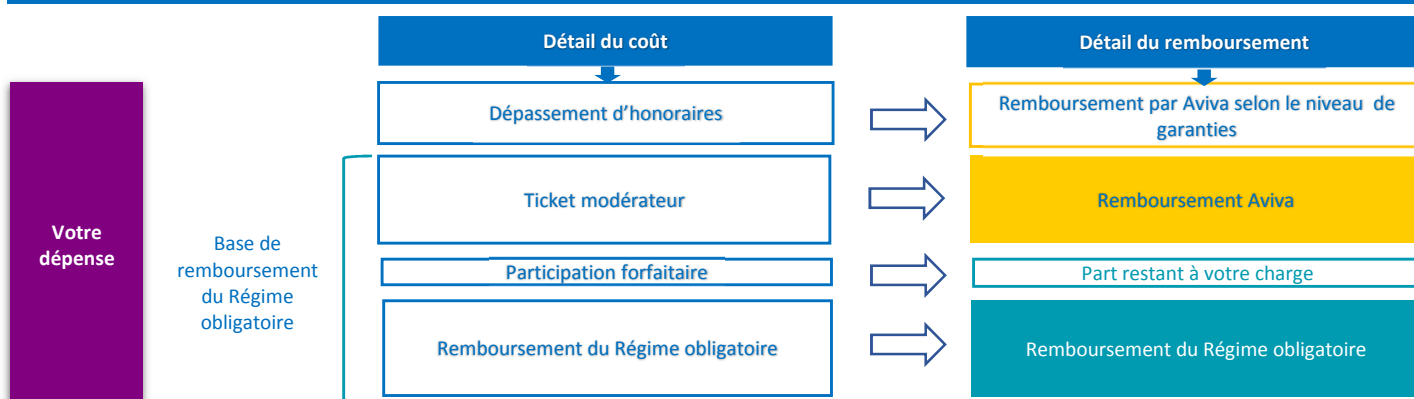 Détail du coût
Détail du remboursement
Dépassement d'honoraires
Remboursement par Aviva selon le niveau de
garanties
Votre
dépense
Base de
remboursement
du Régime
obligatoire
Ticket modérateur
Remboursement Aviva
Participation forfaitaire
Part restant à votre charge
Remboursement du Régime obligatoire
Remboursement du Régime obligatoire